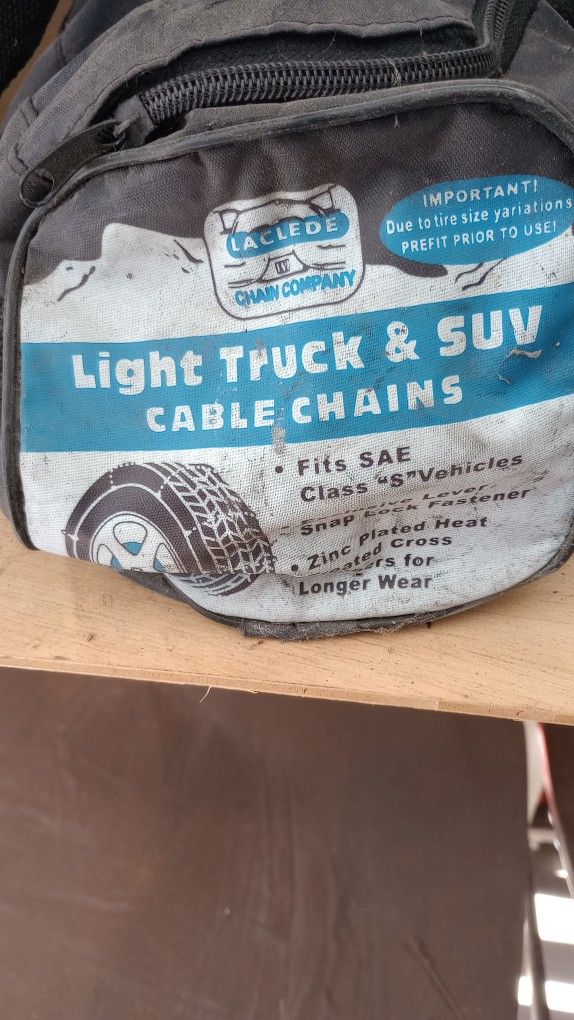 LACLEDE
CHAIN COMPANY
IMPORTANT!
Due to tire size variations
PREFIT PRIOR TO USE!
Light Truck & SUV
CABLE CHAINS
• Fits SAE
Class "S" Vehicles
Lever
Snap Lock Fastener
• Zinc Plated Heat
Cross
for
Longer Wear